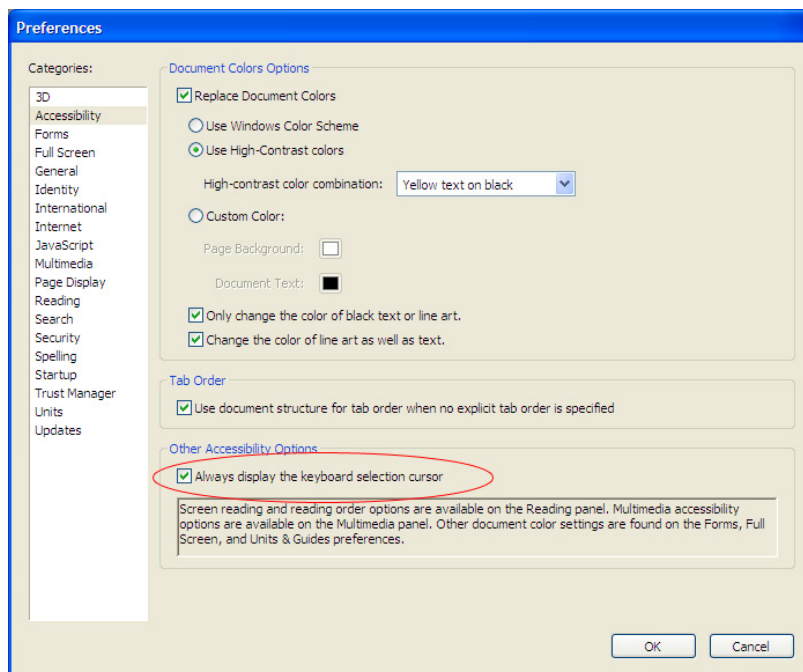 Preferences
Categories:
3D
Accessibility
Forms
Full Screen
General
Identity
International
Internet
JavaScript
Multimedia
Page Display
Reading
Search
Security
Spelling
Startup
Trust Manager
Units
Updates
Document Colors Options
Replace Document Colors
Use Windows Color Scheme
Use High-Contrast colors
High-contrast color combination: Yellow text on black
Custom Color:
Page Background:
Document Text:
Only change the color of black text or line art.
Change the color of line art as well as text.
Tab Order
Use document structure for tab order when no explicit tab order is specified
Other Accessibility Options
Always display the keyboard selection cursor
Screen reading and reading order options are available on the Reading panel. Multimedia accessibility
options are available on the Multimedia panel. Other document color settings are found on the Forms, Full
Screen, and Units & Guides preferences.
OK Cancel